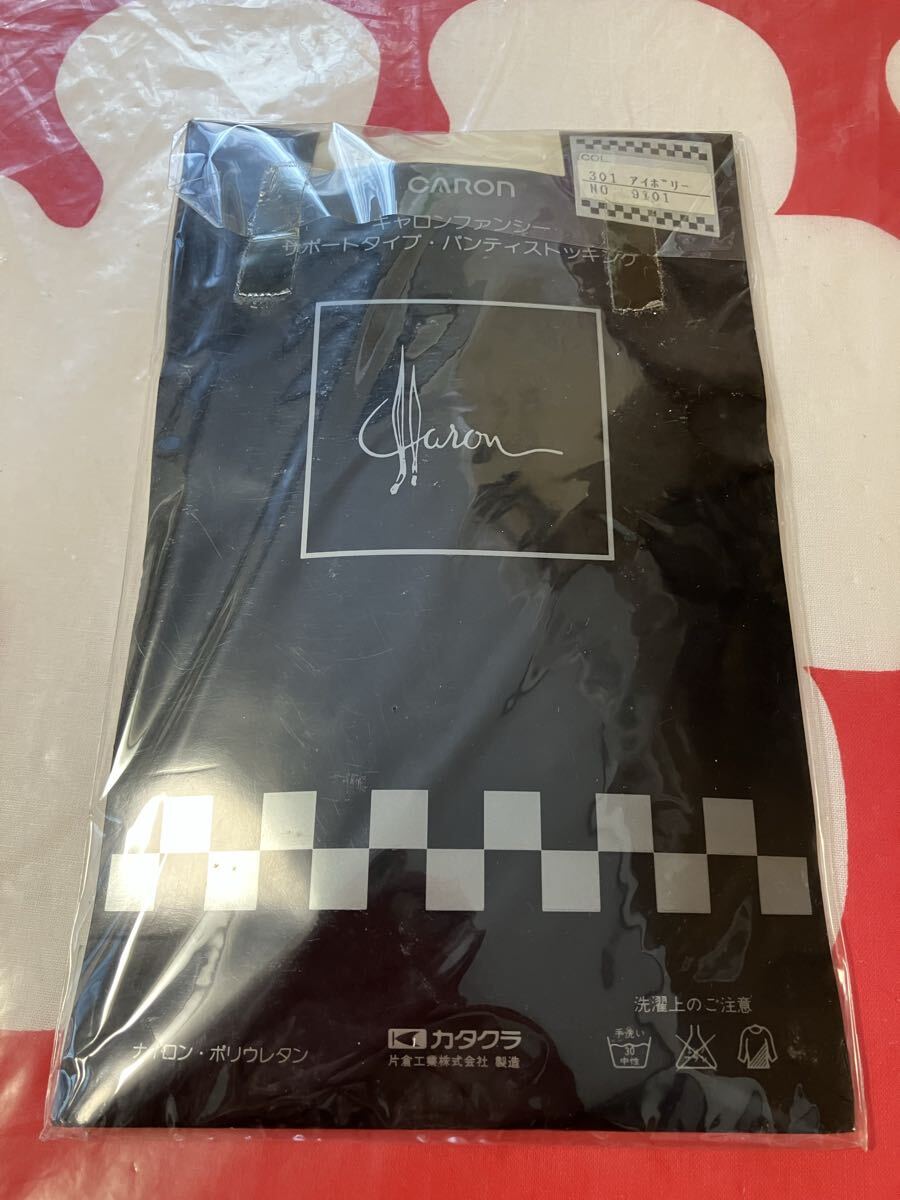 COL.
301 アイボリー
NO 9101
CARON
キャロンファンシー
サポートタイプ・パンティストッキング
Caron
洗濯上のご注意
手洗い
30
中性
ナイロン・ポリウレタン
カタクラ
片倉工業株式会社 製造